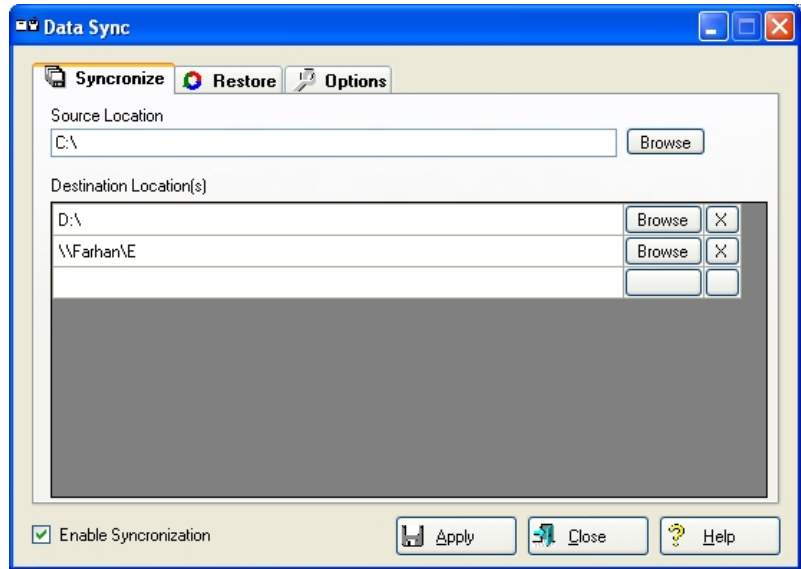 Data Sync
Syncronize Restore Options
Source Location
C:\ Browse
Destination Location(s)
D:\ Browse X
\\Farhan\E Browse X
Enable Syncronization Apply Close Help